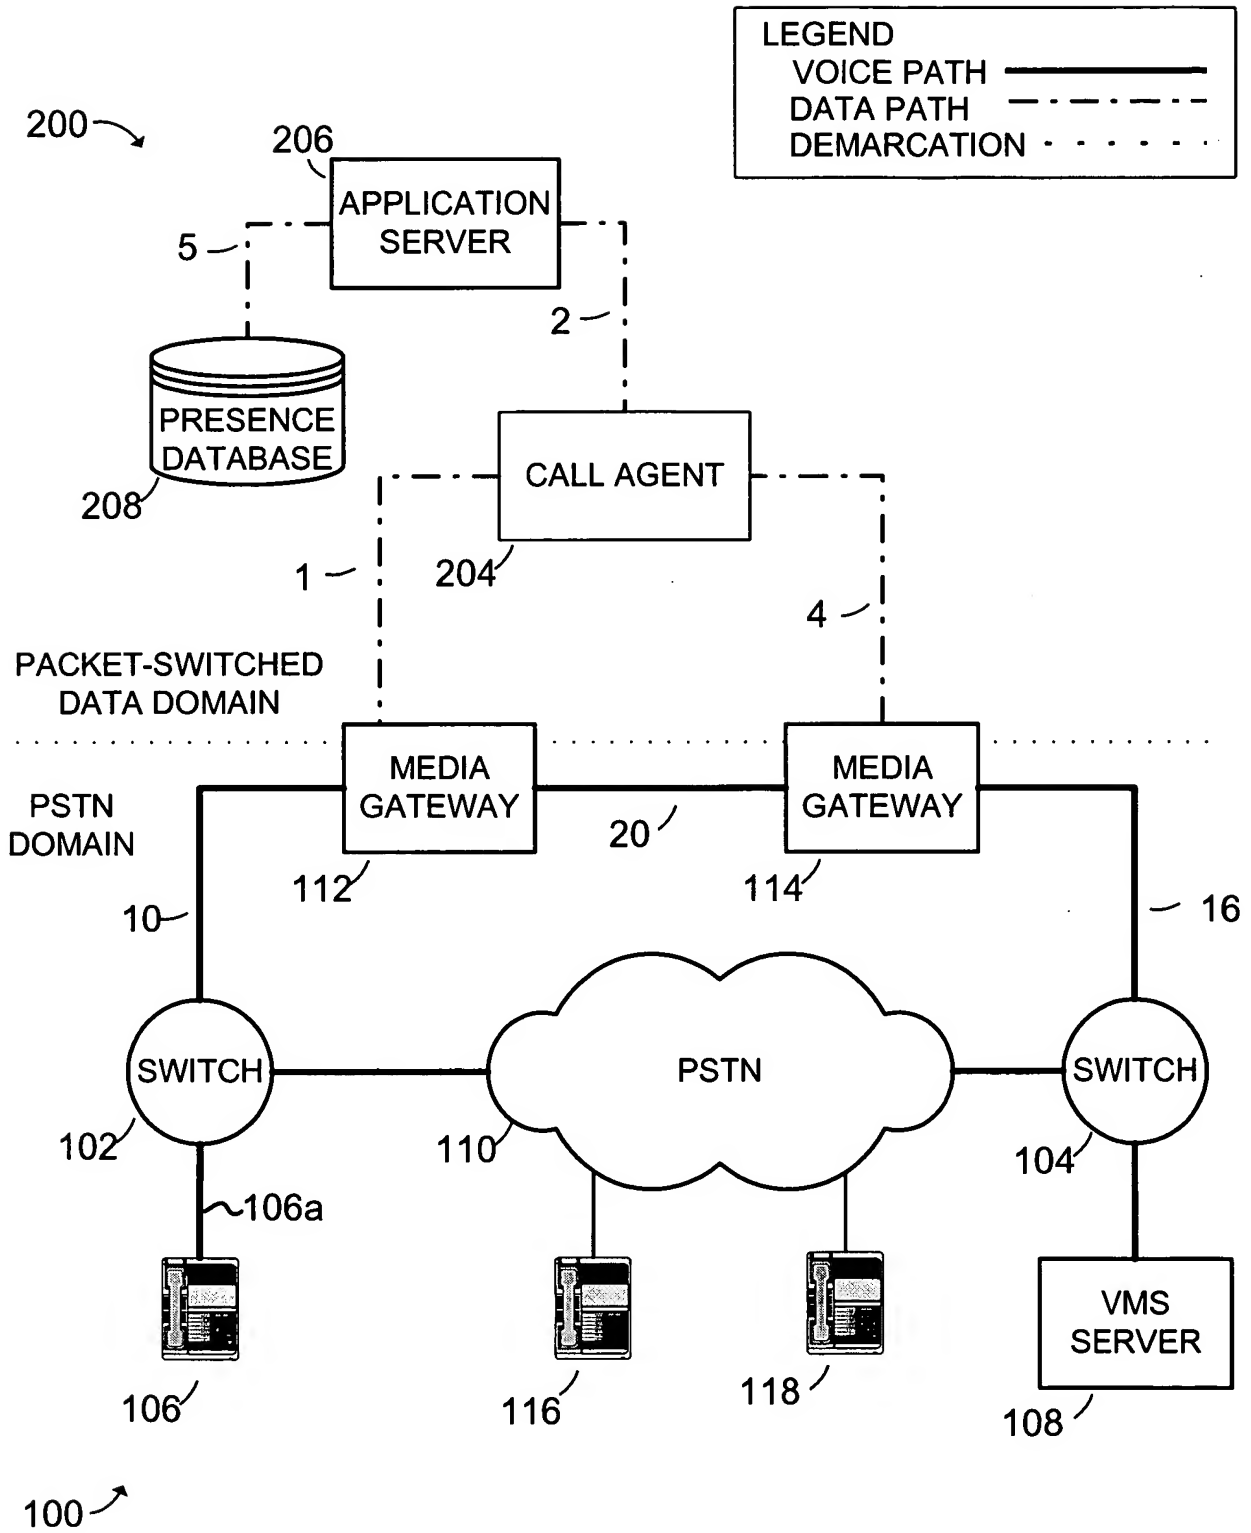 LEGEND
VOICE PATH
DATA PATH
DEMARCATION
200
206
APPLICATION
SERVER
5
2
PRESENCE
DATABASE
208
CALL AGENT
204
1
4
PACKET-SWITCHED
DATA DOMAIN
PSTN
DOMAIN
MEDIA
GATEWAY
MEDIA
GATEWAY
20
112
114
10
16
SWITCH
PSTN
SWITCH
102
110
104
106a
VMS
SERVER
106
116
118
108
100